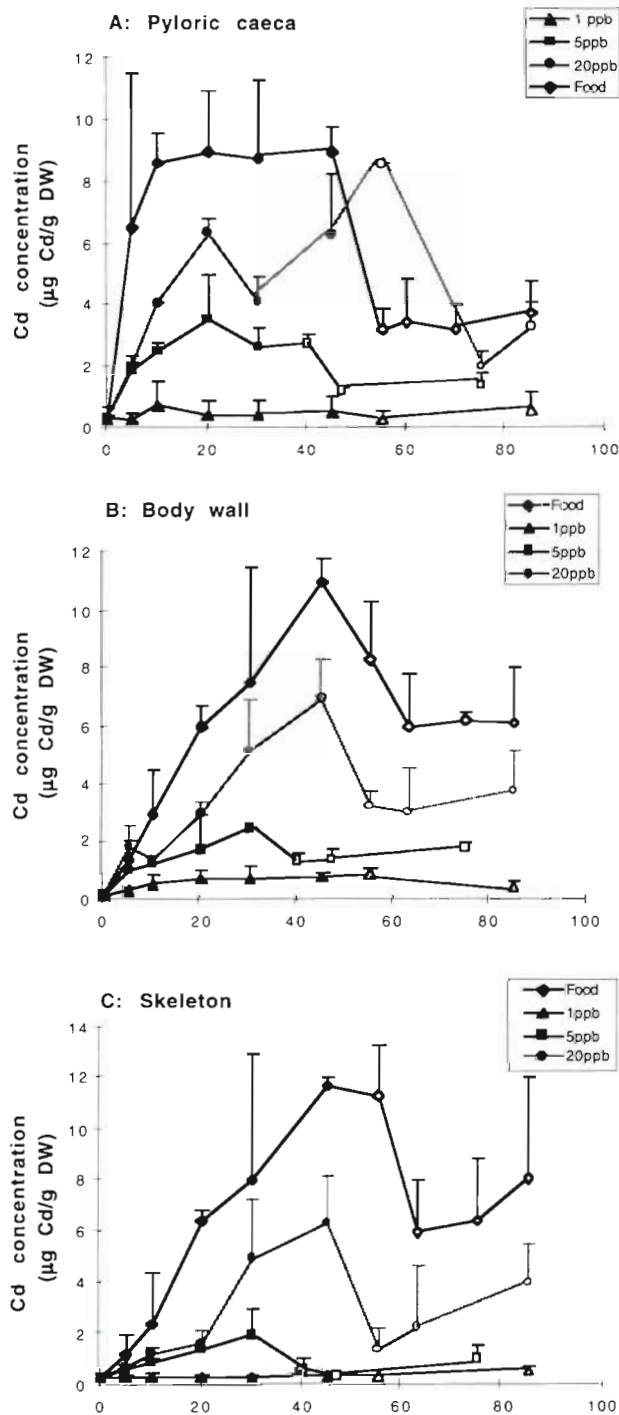 A: Pyloric caeca
1 ppb
5ppb
20ppb
Food
Cd concentration
(µg Cd/g DW)
12
10
8
6
4
2
0
0 20 40 60 80 100
B: Body wall
Food
1ppb
5ppb
20ppb
Cd concentration
(µg Cd/g DW)
12
10
8
6
4
2
0
0 20 40 60 80 100
C: Skeleton
Food
1ppb
5ppb
20ppb
Cd concentration
(µg Cd/g DW)
14
12
10
8
6
4
2
0
0 20 40 60 80 100